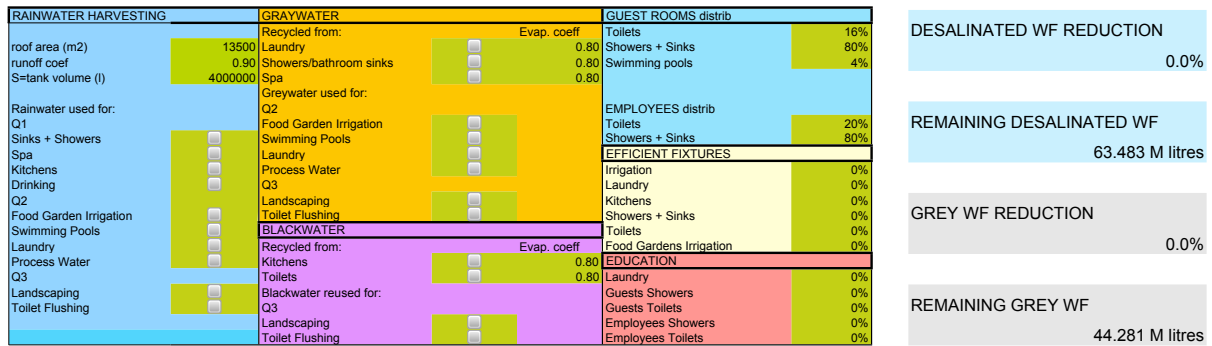 RAINWATER HARVESTING
roof area (m2) 13500
runoff coef 0.90
S=tank volume (l) 4000000
Rainwater used for:
Q1
Sinks + Showers
Spa
Kitchens
Drinking
Q2
Food Garden Irrigation
Swimming Pools
Laundry
Process Water
Q3
Landscaping
Toilet Flushing
GRAYWATER
Recycled from: Evap. coeff
Laundry 0.80
Showers/bathroom sinks 0.80
Spa 0.80
Greywater used for:
Q2
Food Garden Irrigation
Swimming Pools
Laundry
Process Water
Q3
Landscaping
Toilet Flushing
BLACKWATER
Recycled from: Evap. coeff
Kitchens 0.80
Toilets 0.80
Blackwater reused for:
Q3
Landscaping
Toilet Flushing
GUEST ROOMS distrib
Toilets 16%
Showers + Sinks 80%
Swimming pools 4%
EMPLOYEES distrib
Toilets 20%
Showers + Sinks 80%
EFFICIENT FIXTURES
Irrigation 0%
Laundry 0%
Kitchens 0%
Showers + Sinks 0%
Toilets 0%
Food Gardens Irrigation 0%
EDUCATION
Laundry 0%
Guests Showers 0%
Guests Toilets 0%
Employees Showers 0%
Employees Toilets 0%
DESALINATED WF REDUCTION
0.0%
REMAINING DESALINATED WF
63.483 M litres
GREY WF REDUCTION
0.0%
REMAINING GREY WF
44.281 M litres